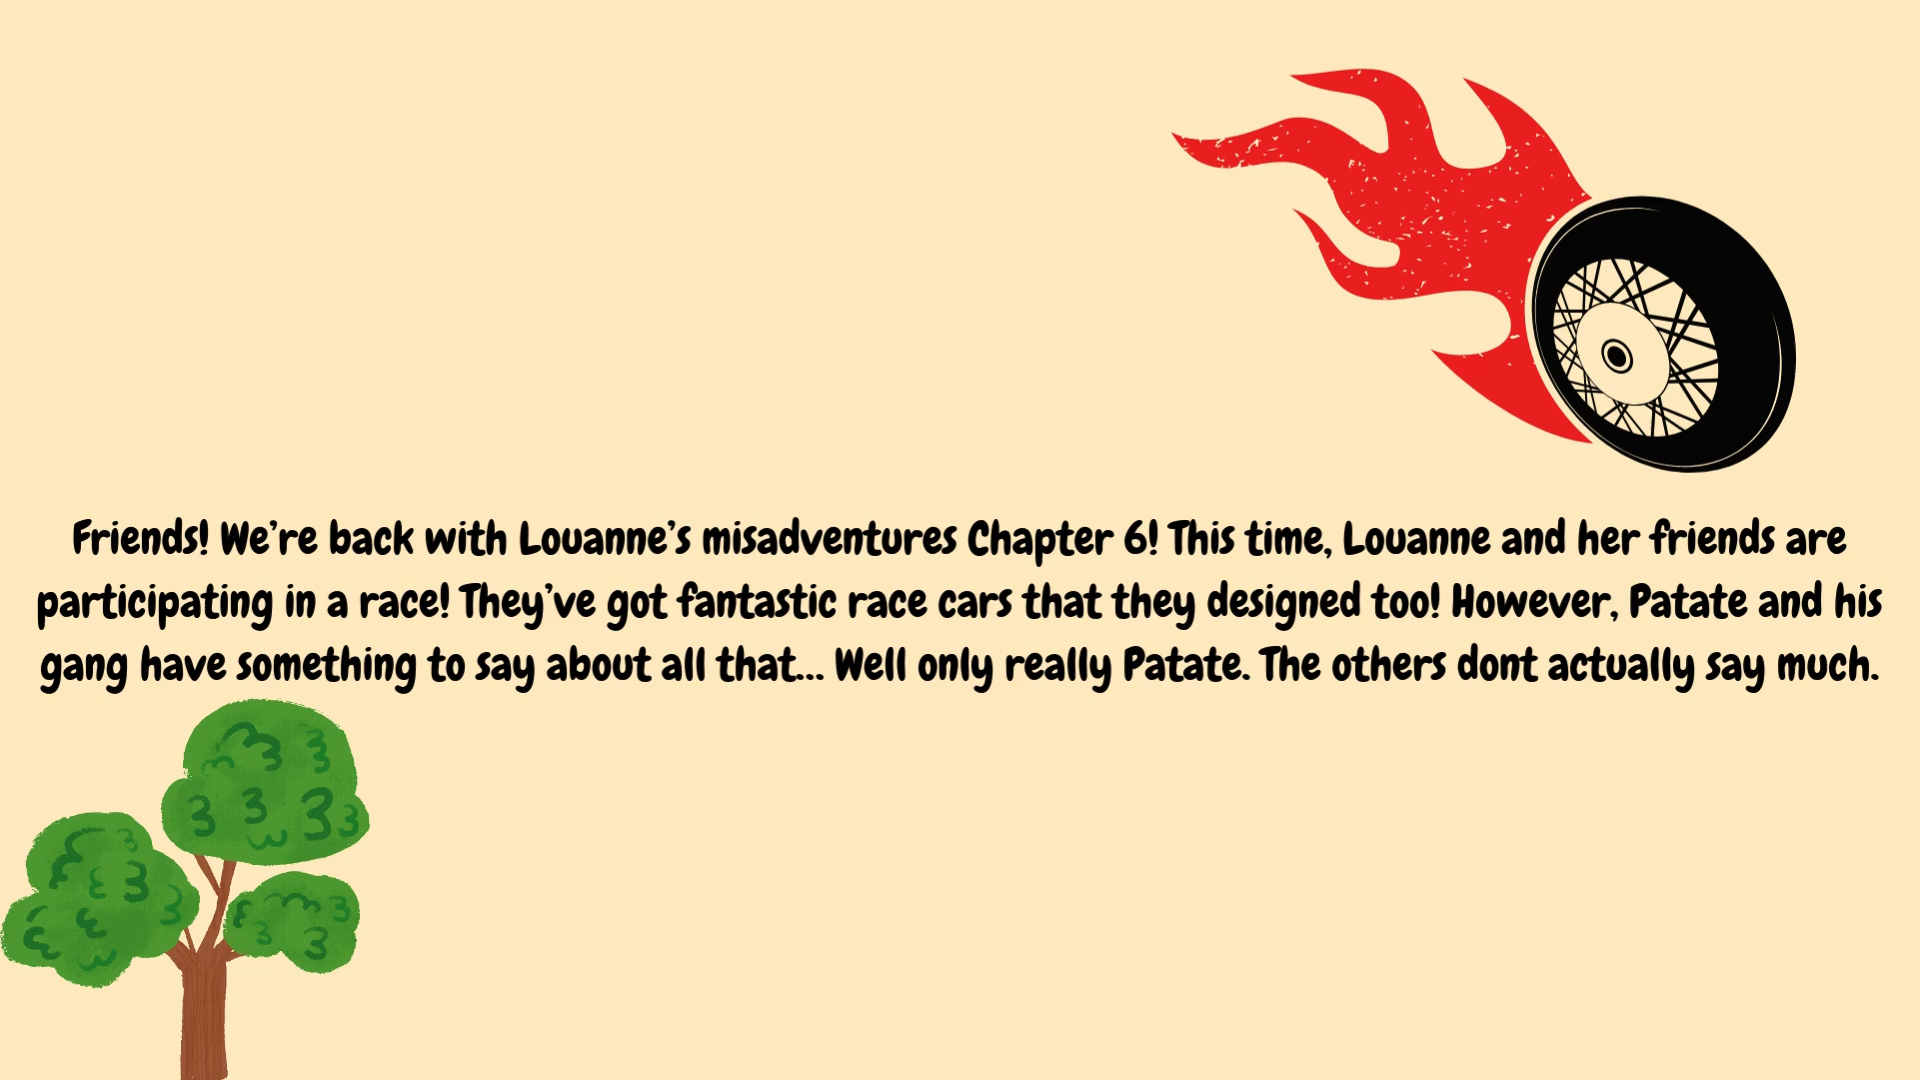 Friends! We’re back with Louanne’s misadventures Chapter 6! This time, Louanne and her friends are
participating in a race! They’ve got fantastic race cars that they designed too! However, Patate and his
gang have something to say about all that... Well only really Patate. The others dont actually say much.